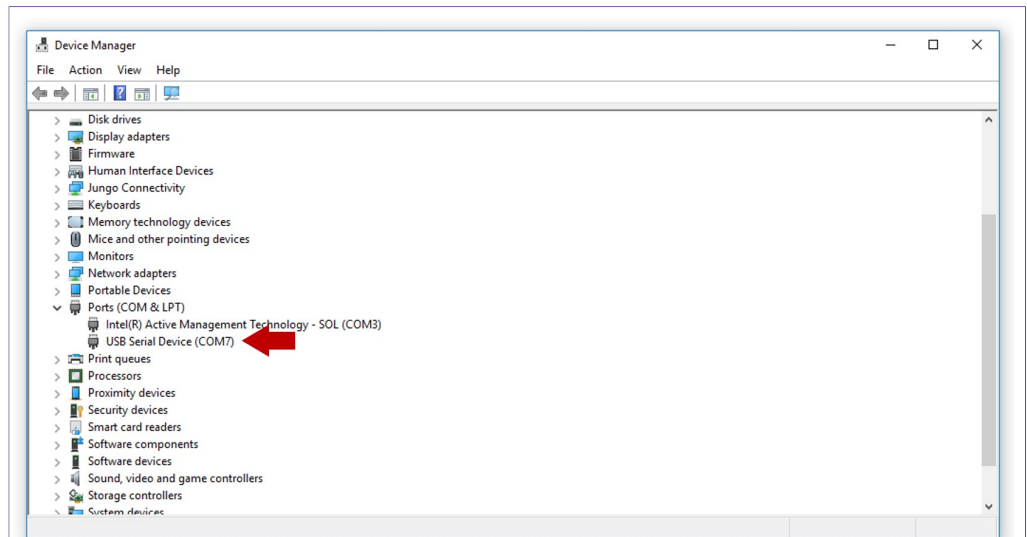 Device Manager
File Action View Help
Disk drives
Display adapters
Firmware
Human Interface Devices
Jungo Connectivity
Keyboards
Memory technology devices
Mice and other pointing devices
Monitors
Network adapters
Portable Devices
Ports (COM & LPT)
Intel(R) Active Management Technology - SOL (COM3)
USB Serial Device (COM7)
Print queues
Processors
Proximity devices
Security devices
Smart card readers
Software components
Software devices
Sound, video and game controllers
Storage controllers
System devices